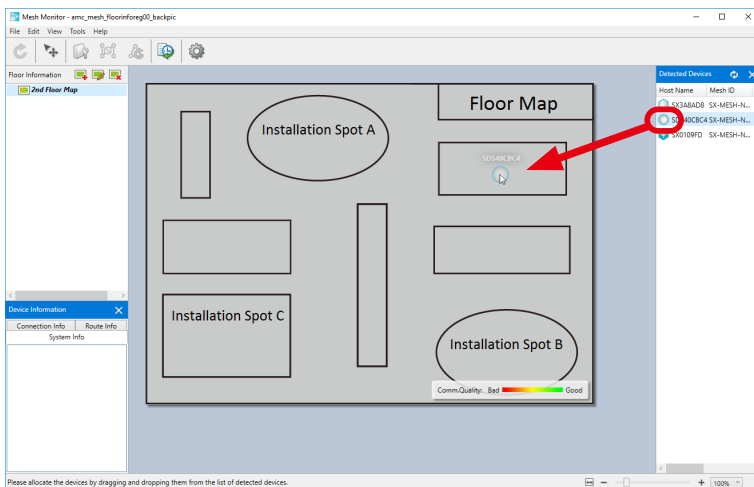 Mesh Monitor - amc_mesh_floorinforeg00_backpic
File Edit View Tools Help
Floor Information
2nd Floor Map
Floor Map
Installation Spot A
SDS40CBC4
Installation Spot C
Installation Spot B
Comm.Quality: Bad Good
Detected Devices
Host Name Mesh ID
SX3A8AD8 SX-MESH-N...
SDS40CBC4 SX-MESH-N...
SX0109FD SX-MESH-N...
Device Information
Connection Info Route Info
System Info
Please allocate the devices by dragging and dropping them from the list of detected devices.
100%